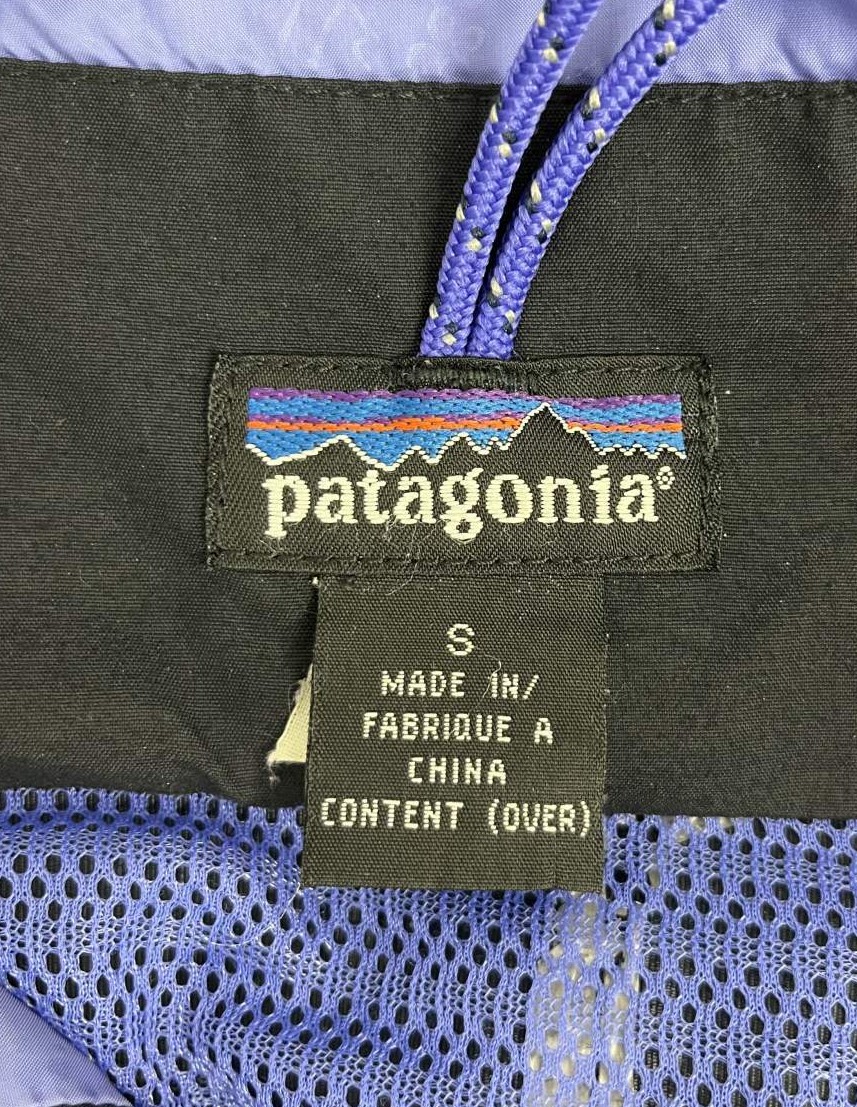 patagonia®
S
MADE IN/
FABRIQUE A
CHINA
CONTENT (OVER)